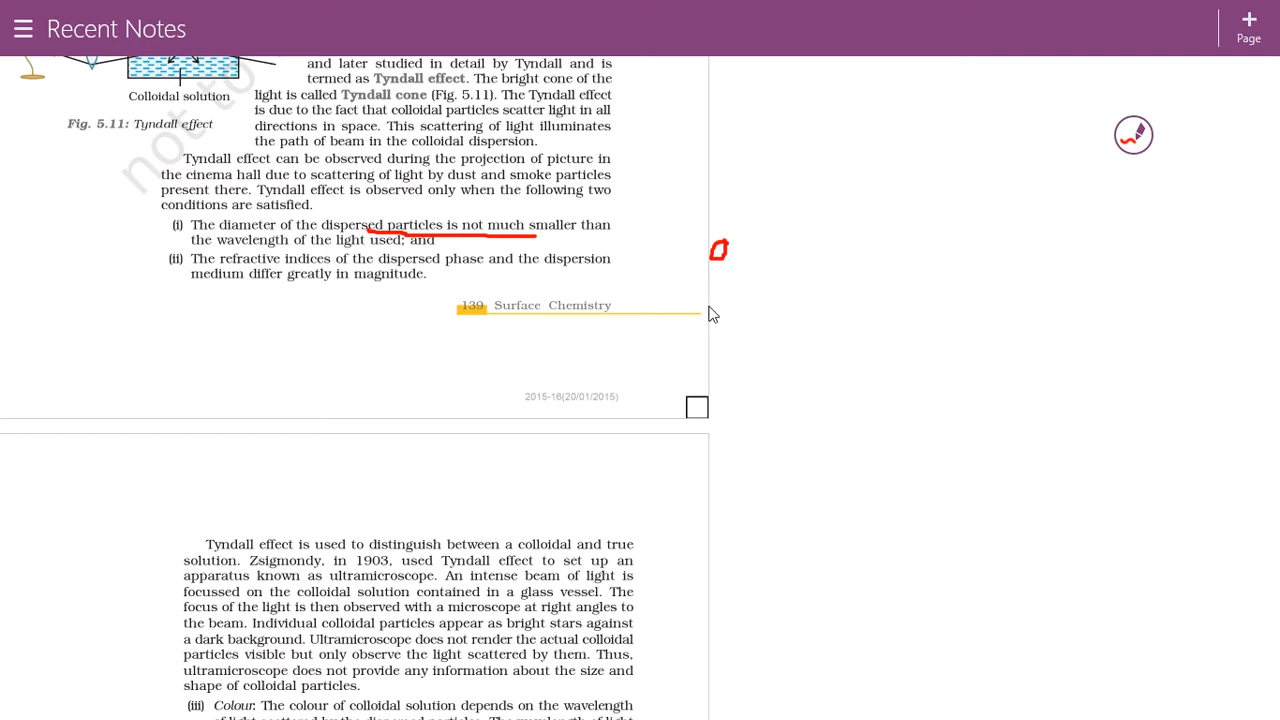 Recent Notes
Page
and later studied in detail by Tyndall and is
termed as Tyndall effect. The bright cone of the
light is called Tyndall cone (Fig. 5.11). The Tyndall effect
is due to the fact that colloidal particles scatter light in all
directions in space. This scattering of light illuminates
the path of beam in the colloidal dispersion.
Colloidal solution
Fig. 5.11: Tyndall effect
not to
Tyndall effect can be observed during the projection of picture in
the cinema hall due to scattering of light by dust and smoke particles
present there. Tyndall effect is observed only when the following two
conditions are satisfied.
(i) The diameter of the dispersed particles is not much smaller than
the wavelength of the light used; and
(ii) The refractive indices of the dispersed phase and the dispersion
medium differ greatly in magnitude.
139 Surface Chemistry
2015-16(20/01/2015)
Tyndall effect is used to distinguish between a colloidal and true
solution. Zsigmondy, in 1903, used Tyndall effect to set up an
apparatus known as ultramicroscope. An intense beam of light is
focussed on the colloidal solution contained in a glass vessel. The
focus of the light is then observed with a microscope at right angles to
the beam. Individual colloidal particles appear as bright stars against
a dark background. Ultramicroscope does not render the actual colloidal
particles visible but only observe the light scattered by them. Thus,
ultramicroscope does not provide any information about the size and
shape of colloidal particles.
(iii) Colour: The colour of colloidal solution depends on the wavelength
of light scattered by the dispersed particles. The wavelength of light